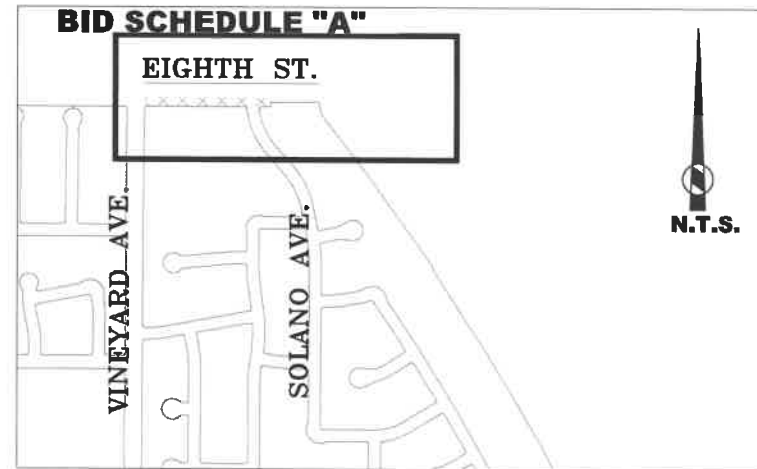 BID SCHEDULE "A"
EIGHTH ST.
N.T.S.
VINEYARD AVE.
SOLANO AVE.